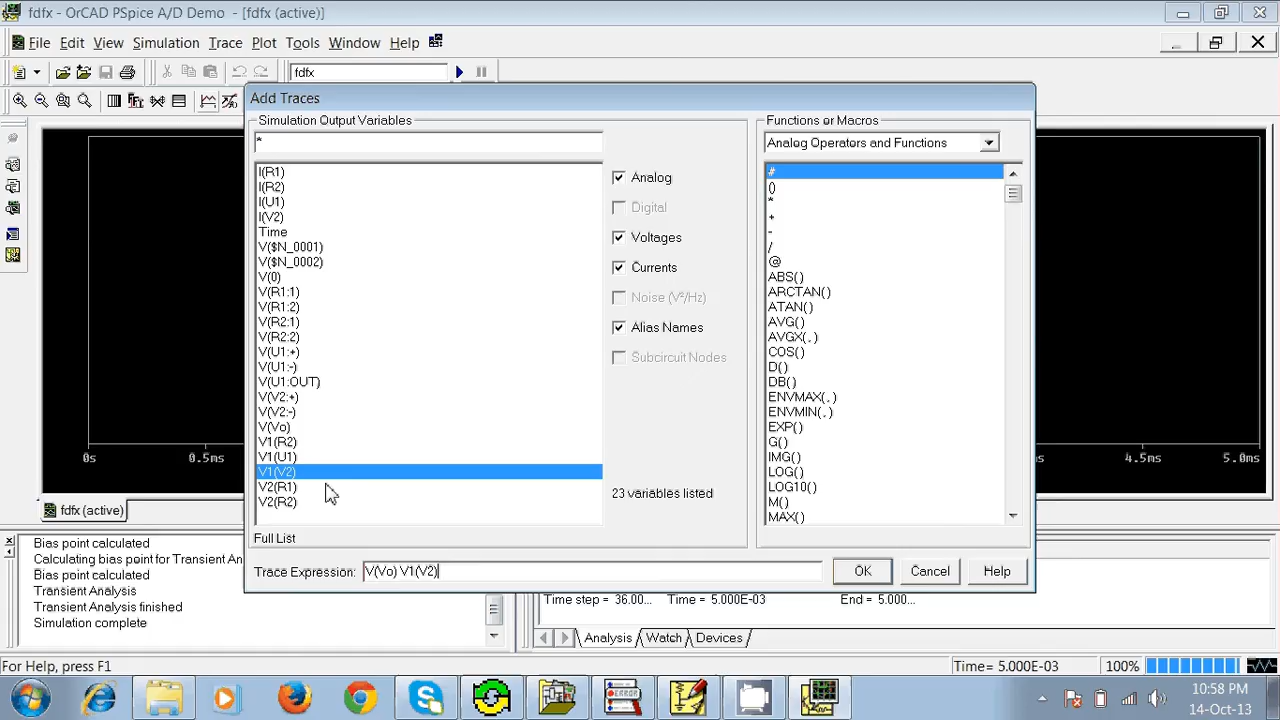 fdfx - OrCAD PSpice A/D Demo - [fdfx (active)]
File Edit View Simulation Trace Plot Tools Window Help
fdfx
Add Traces
Simulation Output Variables
*
I(R1)
I(R2)
I(U1)
I(V2)
Time
V($N_0001)
V($N_0002)
V(0)
V(R1:1)
V(R1:2)
V(R2:1)
V(R2:2)
V(U1:+)
V(U1:-)
V(U1:OUT)
V(V2:+)
V(V2:-)
V(Vo)
V1(R2)
V1(U1)
V1(V2)
V2(R1)
V2(R2)
Full List
Analog
Digital
Voltages
Currents
Noise (V²/Hz)
Alias Names
Subcircuit Nodes
23 variables listed
Functions or Macros
Analog Operators and Functions
#
()
*
+
-
/
@
ABS()
ARCTAN()
ATAN()
AVG()
AVGX(,)
COS()
D()
DB()
ENVMAX(,)
ENVMIN(,)
EXP()
G()
IMG()
LOG()
LOG10()
M()
MAX()
Trace Expression: V(Vo) V1(V2)
OK Cancel Help
0s 0.5ms 4.5ms 5.0ms
fdfx (active)
Bias point calculated
Calculating bias point for Transient An
Bias point calculated
Transient Analysis
Transient Analysis finished
Simulation complete
Time step = 36.00... Time = 5.000E-03 End = 5.000...
Analysis Watch Devices
For Help, press F1
Time= 5.000E-03 100%
ERROR
10:58 PM
14-Oct-13